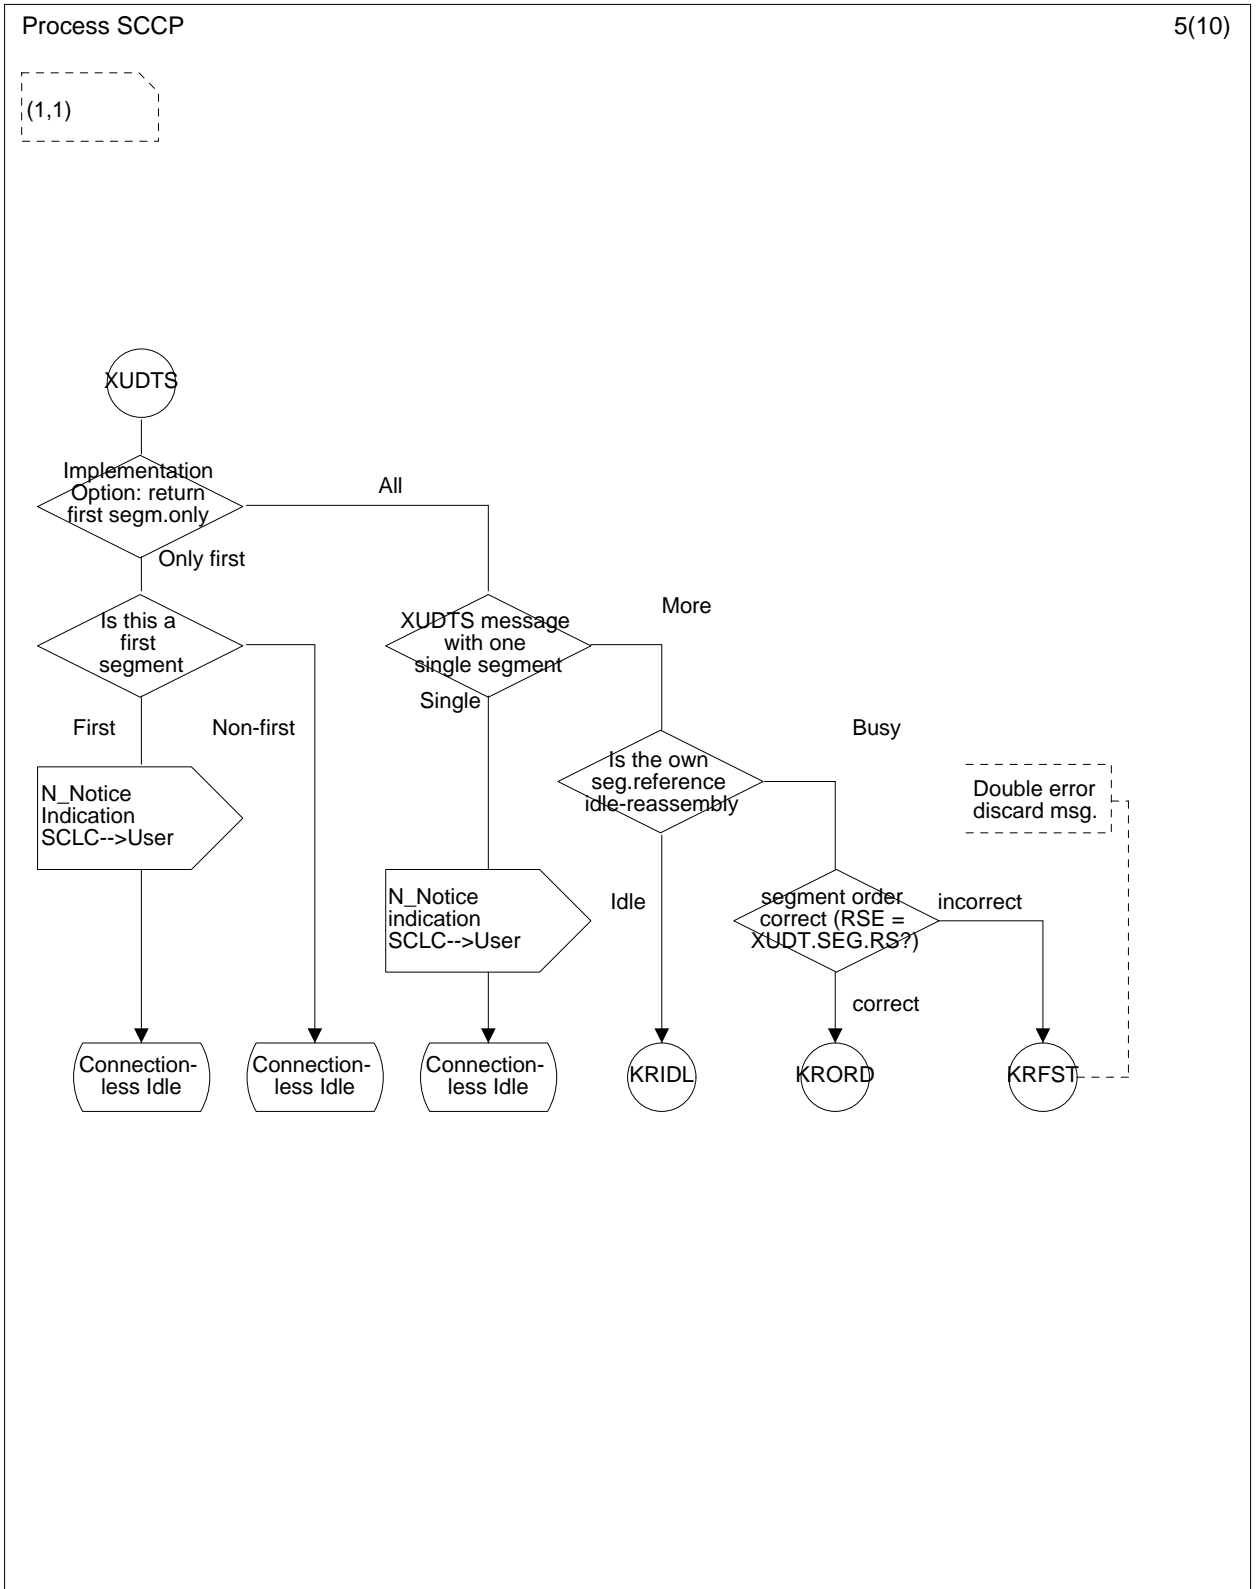 Process SCCP
5(10)
(1,1)
XUDTS
Implementation
Option: return
first segm.only
All
Only first
Is this a
first
segment
XUDTS message
with one
single segment
More
First
Non-first
Single
Is the own
seg.reference
idle-reassembly
Busy
N_Notice
Indication
SCLC-->User
Double error
discard msg.
N_Notice
indication
SCLC-->User
Idle
segment order
correct (RSE =
XUDT.SEG.RS?)
incorrect
correct
Connection-
less Idle
Connection-
less Idle
Connection-
less Idle
KRIDL
KRORD
KRFST